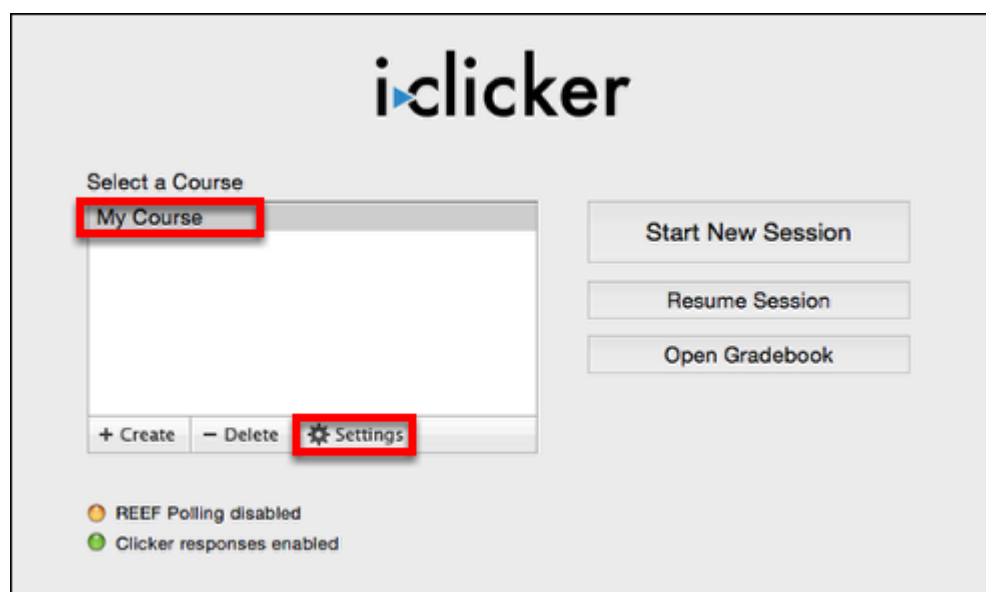 i▸clicker
Select a Course
My Course
Start New Session
Resume Session
Open Gradebook
+ Create − Delete Settings
REEF Polling disabled
Clicker responses enabled